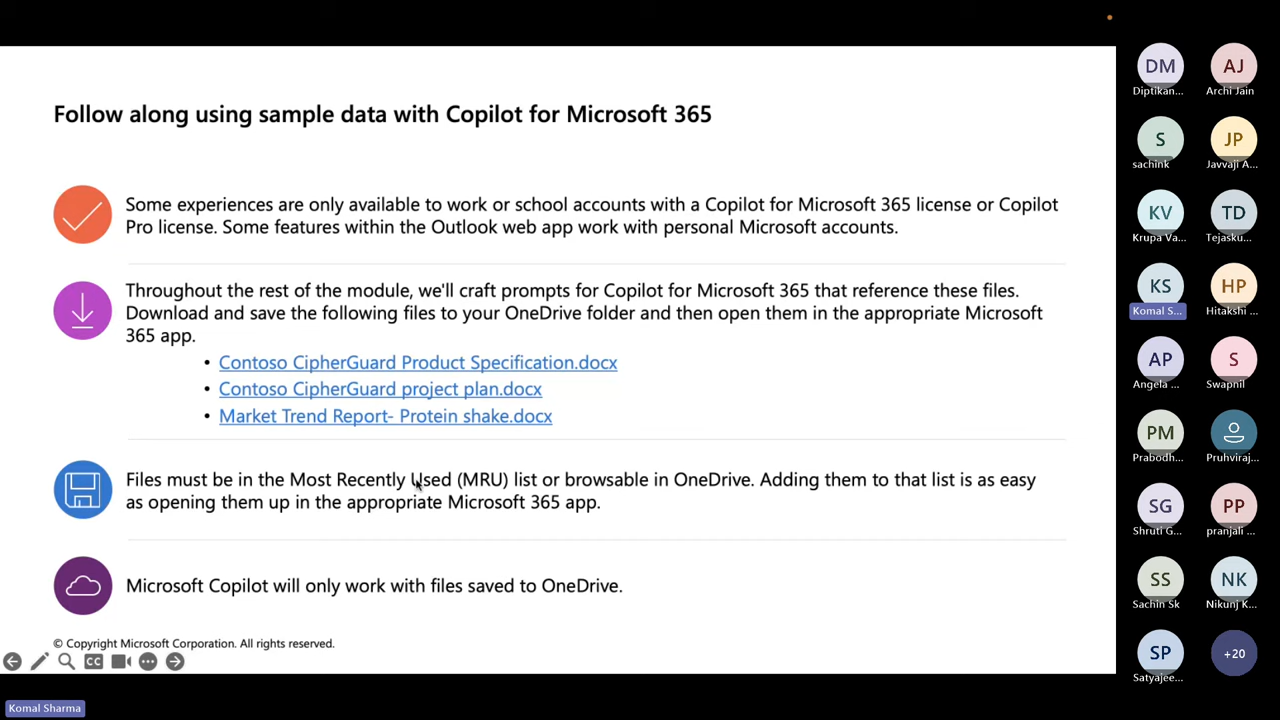 Follow along using sample data with Copilot for Microsoft 365
Some experiences are only available to work or school accounts with a Copilot for Microsoft 365 license or Copilot
Pro license. Some features within the Outlook web app work with personal Microsoft accounts.
Throughout the rest of the module, we'll craft prompts for Copilot for Microsoft 365 that reference these files.
Download and save the following files to your OneDrive folder and then open them in the appropriate Microsoft
365 app.
• Contoso CipherGuard Product Specification.docx
• Contoso CipherGuard project plan.docx
• Market Trend Report- Protein shake.docx
Files must be in the Most Recently Used (MRU) list or browsable in OneDrive. Adding them to that list is as easy
as opening them up in the appropriate Microsoft 365 app.
Microsoft Copilot will only work with files saved to OneDrive.
© Copyright Microsoft Corporation. All rights reserved.
CC
Komal Sharma
DM AJ
Diptikan... Archi Jain
S JP
sachink Javvaji A...
KV TD
Krupa Va... Tejasku...
KS HP
Komal S... Hitakshi ...
AP S
Angela ... Swapnil
PM
Prabodh... Pruhviraj...
SG PP
Shruti G... pranjali ...
SS NK
Sachin Sk Nikunj K...
SP +20
Satyajee...